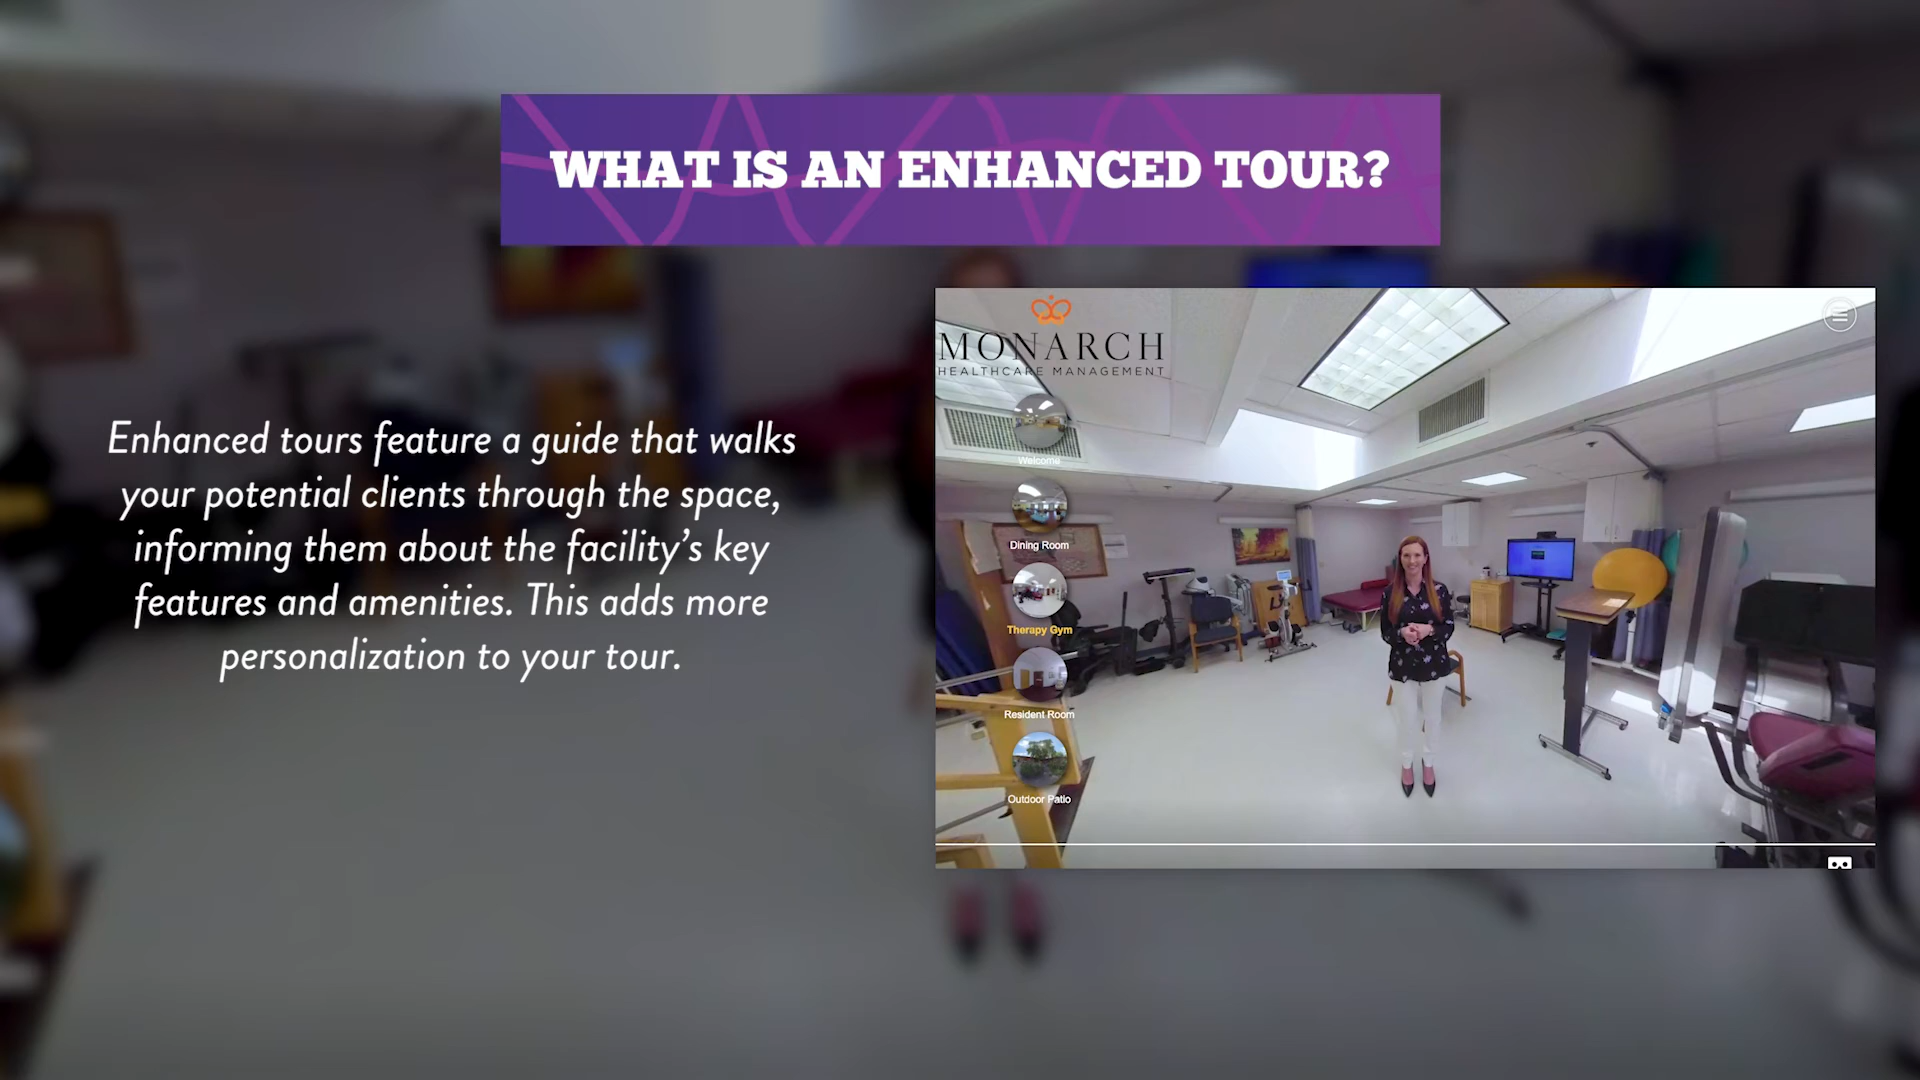 WHAT IS AN ENHANCED TOUR?
Enhanced tours feature a guide that walks
your potential clients through the space,
informing them about the facility's key
features and amenities. This adds more
personalization to your tour.
MONARCH
HEALTHCARE MANAGEMENT
Welcome
Dining Room
Therapy Gym
Resident Room
Outdoor Patio